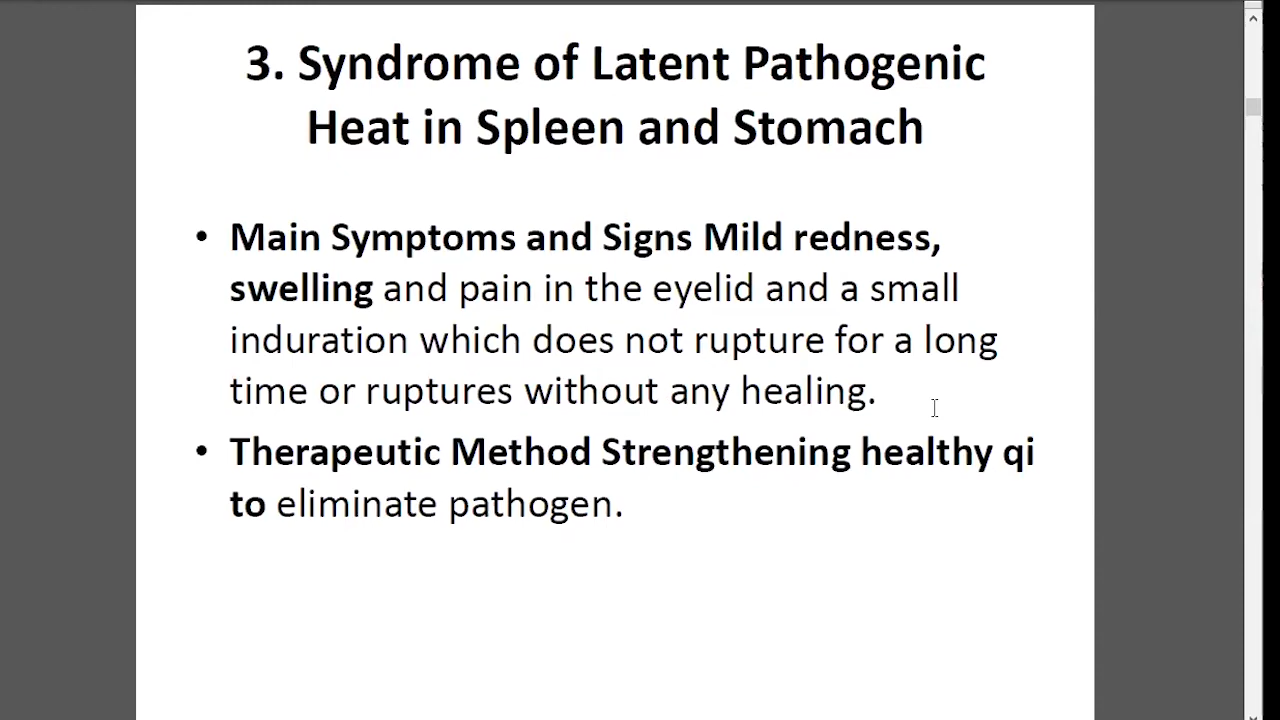 3. Syndrome of Latent Pathogenic
Heat in Spleen and Stomach
• Main Symptoms and Signs Mild redness,
swelling and pain in the eyelid and a small
induration which does not rupture for a long
time or ruptures without any healing.
• Therapeutic Method Strengthening healthy qi
to eliminate pathogen.